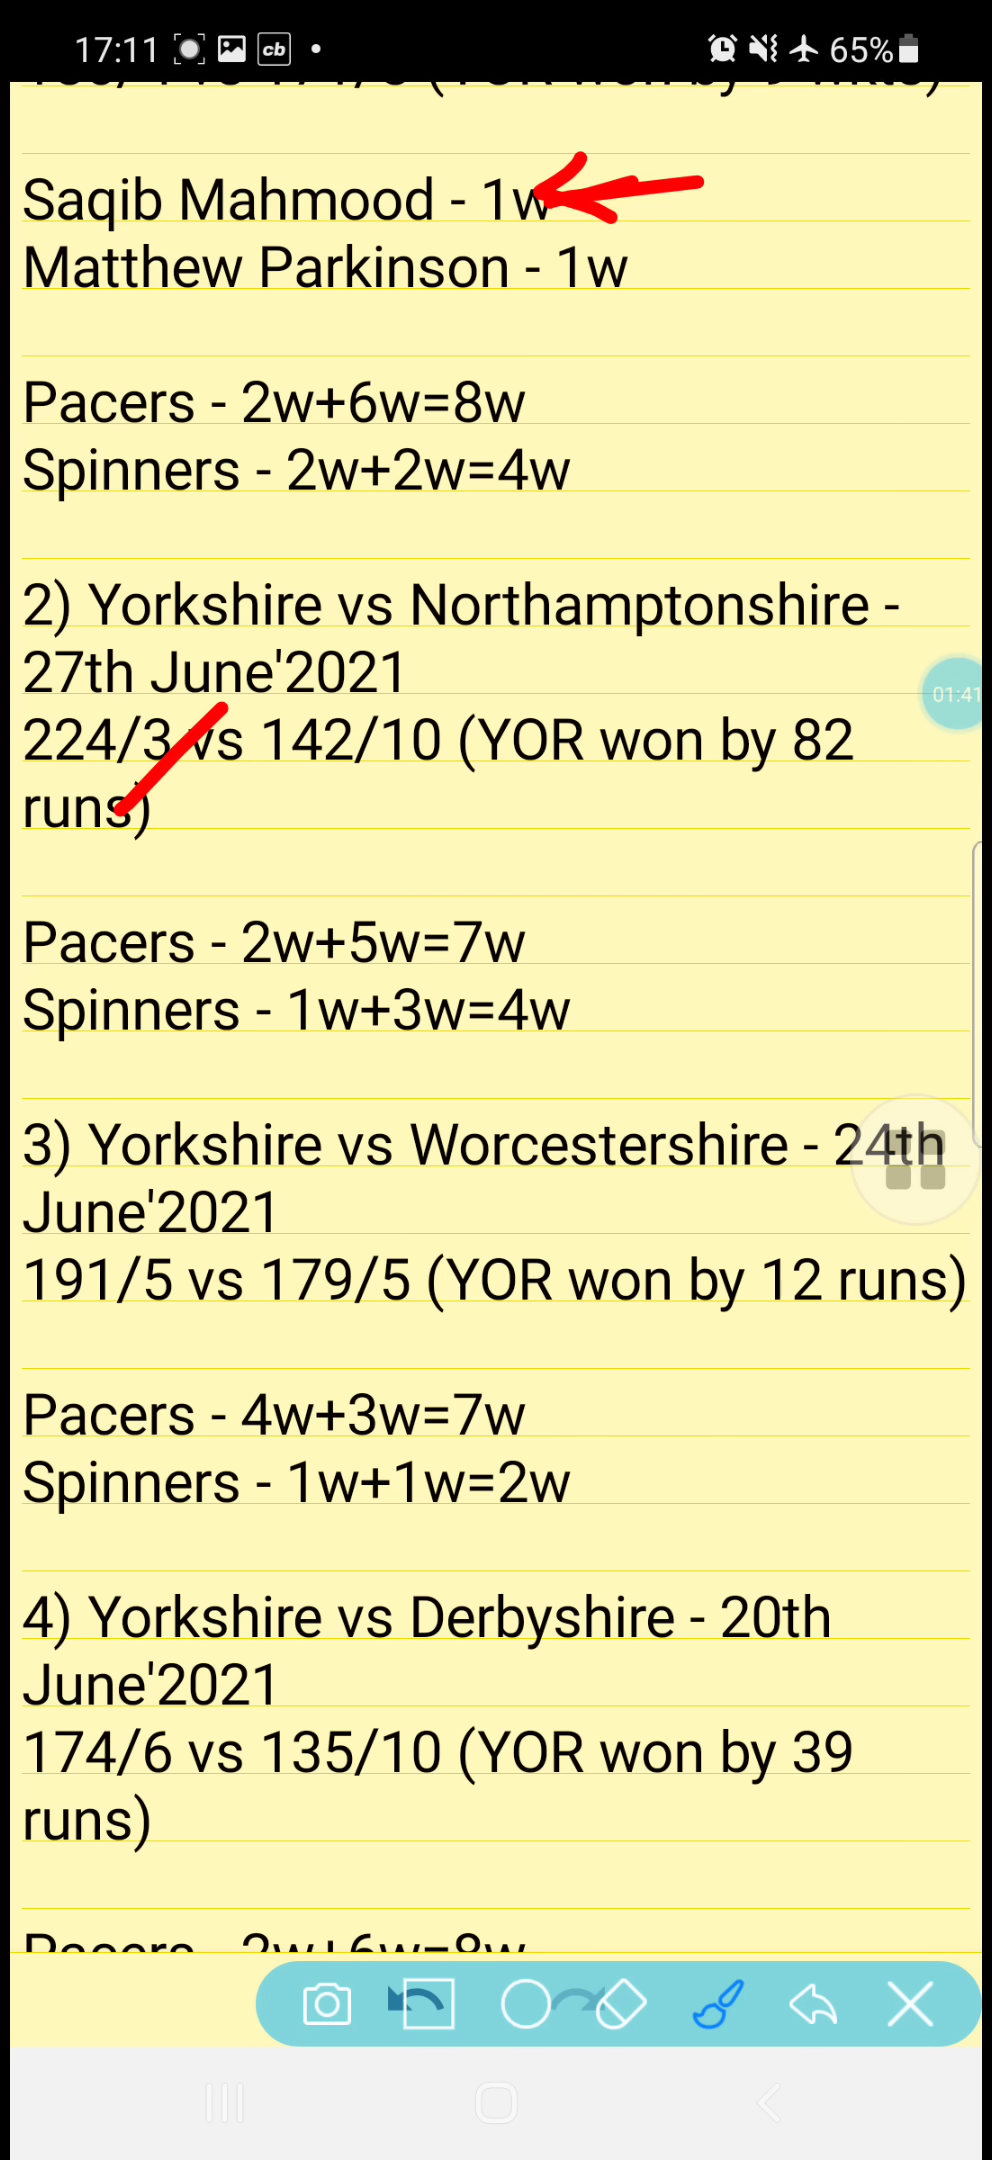 17:11 cb 65%
Saqib Mahmood - 1w
Matthew Parkinson - 1w
Pacers - 2w+6w=8w
Spinners - 2w+2w=4w
2) Yorkshire vs Northamptonshire -
27th June'2021
01:41
224/3 vs 142/10 (YOR won by 82
runs)
Pacers - 2w+5w=7w
Spinners - 1w+3w=4w
3) Yorkshire vs Worcestershire - 24th
June'2021
191/5 vs 179/5 (YOR won by 12 runs)
Pacers - 4w+3w=7w
Spinners - 1w+1w=2w
4) Yorkshire vs Derbyshire - 20th
June'2021
174/6 vs 135/10 (YOR won by 39
runs)